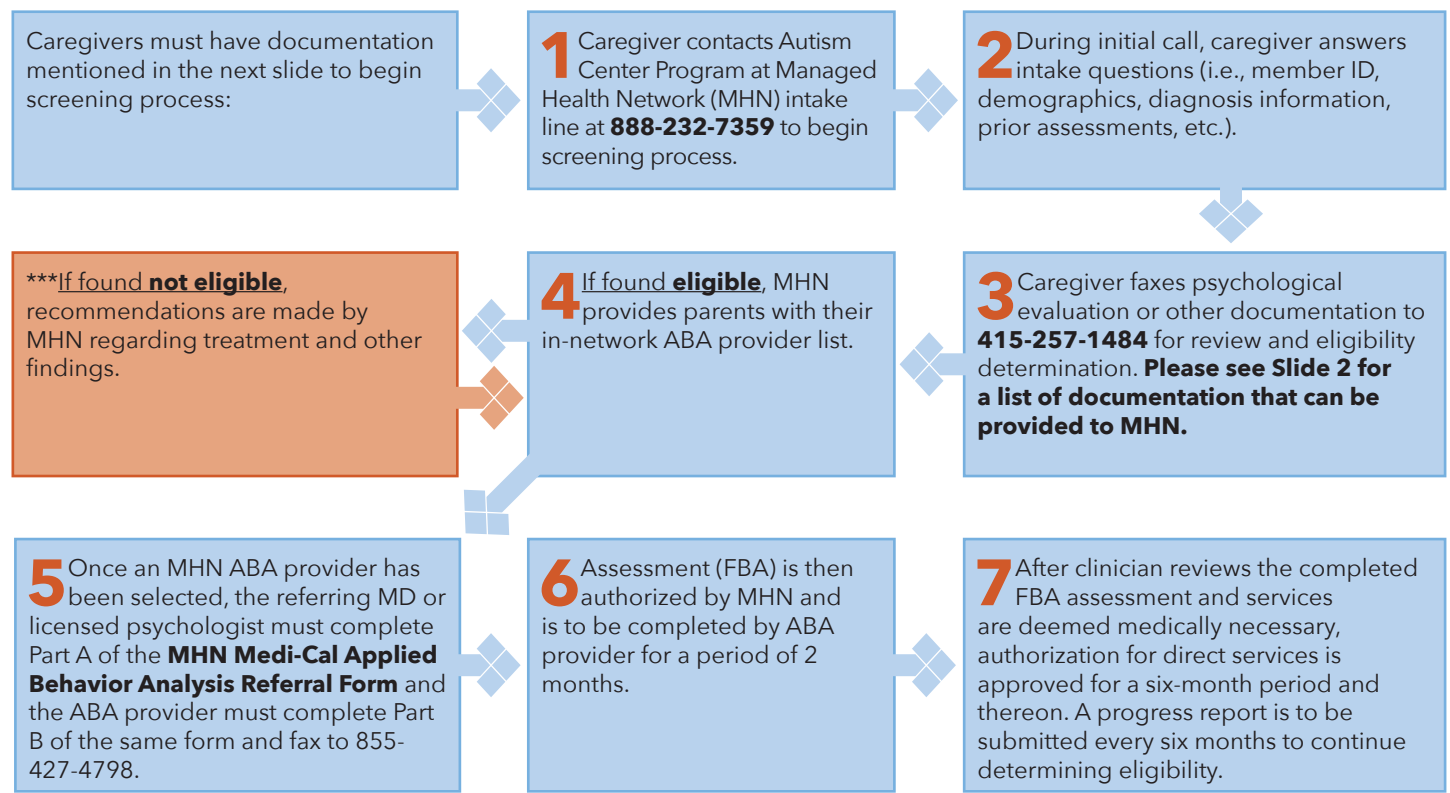 Caregivers must have documentation
mentioned in the next slide to begin
screening process:
1 Caregiver contacts Autism
Center Program at Managed
Health Network (MHN) intake
line at 888-232-7359 to begin
screening process.
2 During initial call, caregiver answers
intake questions (i.e., member ID,
demographics, diagnosis information,
prior assessments, etc.).
3 Caregiver faxes psychological
evaluation or other documentation to
415-257-1484 for review and eligibility
determination. Please see Slide 2 for
a list of documentation that can be
provided to MHN.
4 If found eligible, MHN
provides parents with their
in-network ABA provider list.
***If found not eligible,
recommendations are made by
MHN regarding treatment and other
findings.
5 Once an MHN ABA provider has
been selected, the referring MD or
licensed psychologist must complete
Part A of the MHN Medi-Cal Applied
Behavior Analysis Referral Form and
the ABA provider must complete Part
B of the same form and fax to 855-
427-4798.
6 Assessment (FBA) is then
authorized by MHN and
is to be completed by ABA
provider for a period of 2
months.
7 After clinician reviews the completed
FBA assessment and services
are deemed medically necessary,
authorization for direct services is
approved for a six-month period and
thereon. A progress report is to be
submitted every six months to continue
determining eligibility.